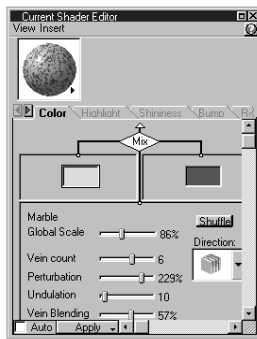 Current Shader Editor
View Insert
Color Highlight Shininess Bump
Mix
Marble
Shuffle
Global Scale 86%
Direction:
Vein count 6
Perturbation 229%
Undulation 10
Vein Blending 57%
Auto Apply